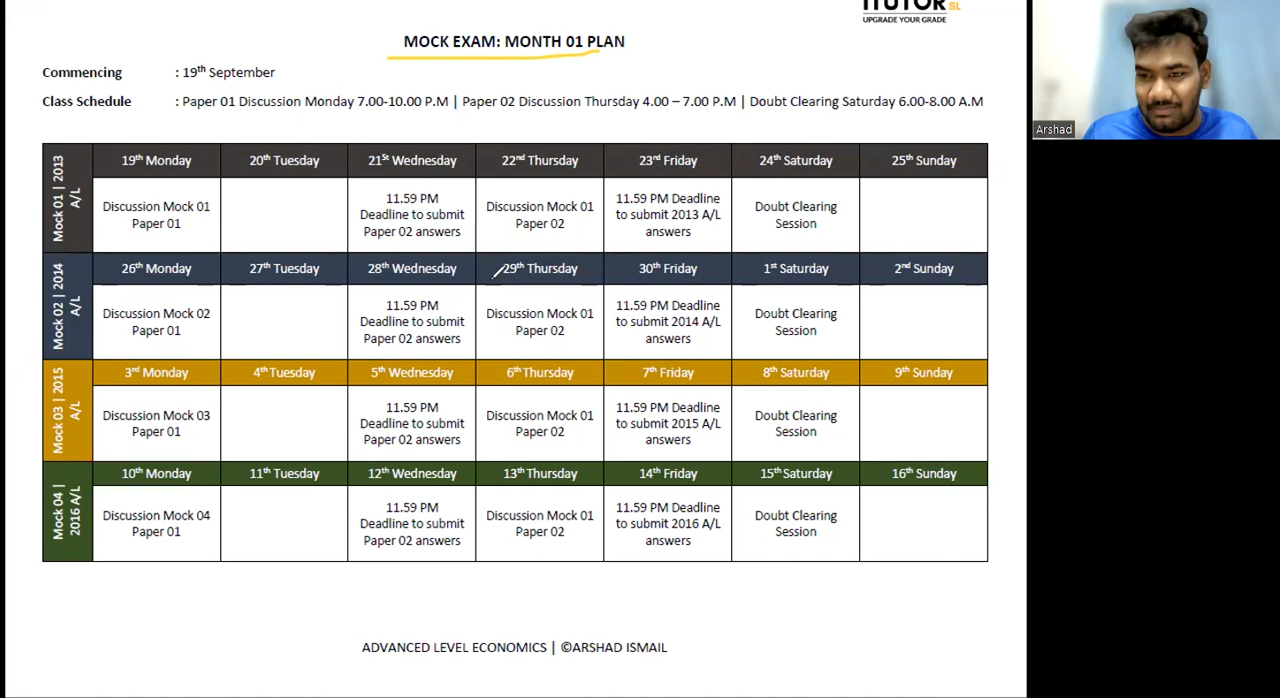 iTUTOR SL
UPGRADE YOUR GRADE
MOCK EXAM: MONTH 01 PLAN
Commencing : 19th September
Class Schedule : Paper 01 Discussion Monday 7.00-10.00 P.M | Paper 02 Discussion Thursday 4.00 – 7.00 P.M | Doubt Clearing Saturday 6.00-8.00 A.M
Arshad
Mock 01 | 2013
A/L
19th Monday
20th Tuesday
21St Wednesday
22nd Thursday
23rd Friday
24th Saturday
25th Sunday
Discussion Mock 01
Paper 01
11.59 PM
Deadline to submit
Paper 02 answers
Discussion Mock 01
Paper 02
11.59 PM Deadline
to submit 2013 A/L
answers
Doubt Clearing
Session
Mock 02 | 2014
A/L
26th Monday
27th Tuesday
28th Wednesday
29th Thursday
30th Friday
1st Saturday
2nd Sunday
Discussion Mock 02
Paper 01
11.59 PM
Deadline to submit
Paper 02 answers
Discussion Mock 01
Paper 02
11.59 PM Deadline
to submit 2014 A/L
answers
Doubt Clearing
Session
Mock 03 | 2015
A/L
3rd Monday
4th Tuesday
5th Wednesday
6th Thursday
7th Friday
8th Saturday
9th Sunday
Discussion Mock 03
Paper 01
11.59 PM
Deadline to submit
Paper 02 answers
Discussion Mock 01
Paper 02
11.59 PM Deadline
to submit 2015 A/L
answers
Doubt Clearing
Session
Mock 04 |
2016 A/L
10th Monday
11th Tuesday
12th Wednesday
13th Thursday
14th Friday
15th Saturday
16th Sunday
Discussion Mock 04
Paper 01
11.59 PM
Deadline to submit
Paper 02 answers
Discussion Mock 01
Paper 02
11.59 PM Deadline
to submit 2016 A/L
answers
Doubt Clearing
Session
ADVANCED LEVEL ECONOMICS | ©ARSHAD ISMAIL